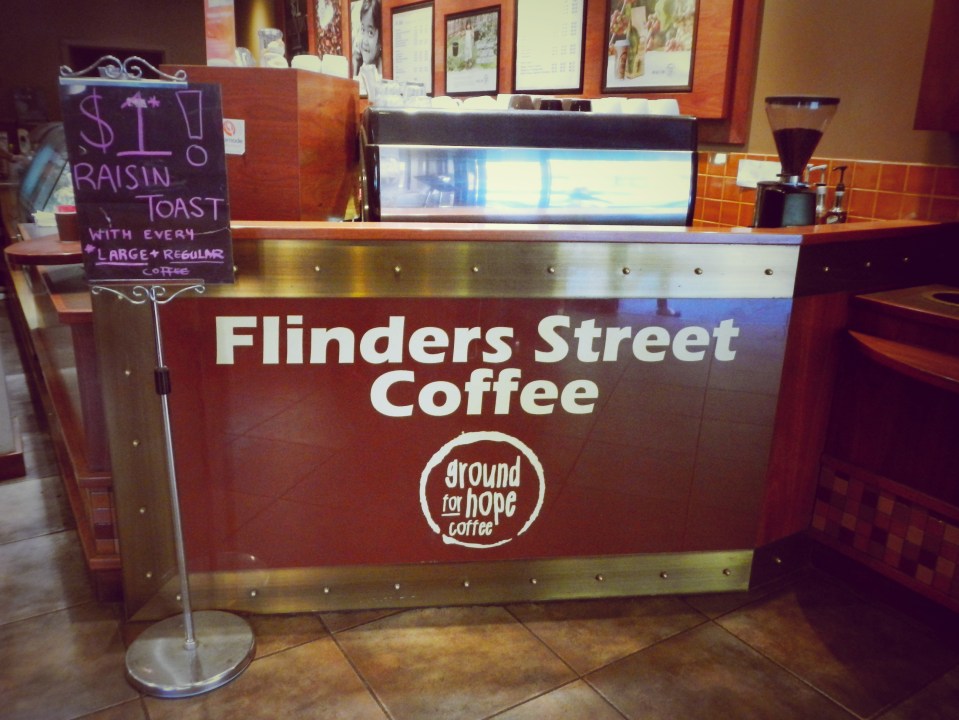 $1*!
RAISIN
TOAST
WITH EVERY
*LARGE + REGULAR
COFFEE
Flinders Street
Coffee
ground
for hope
coffee